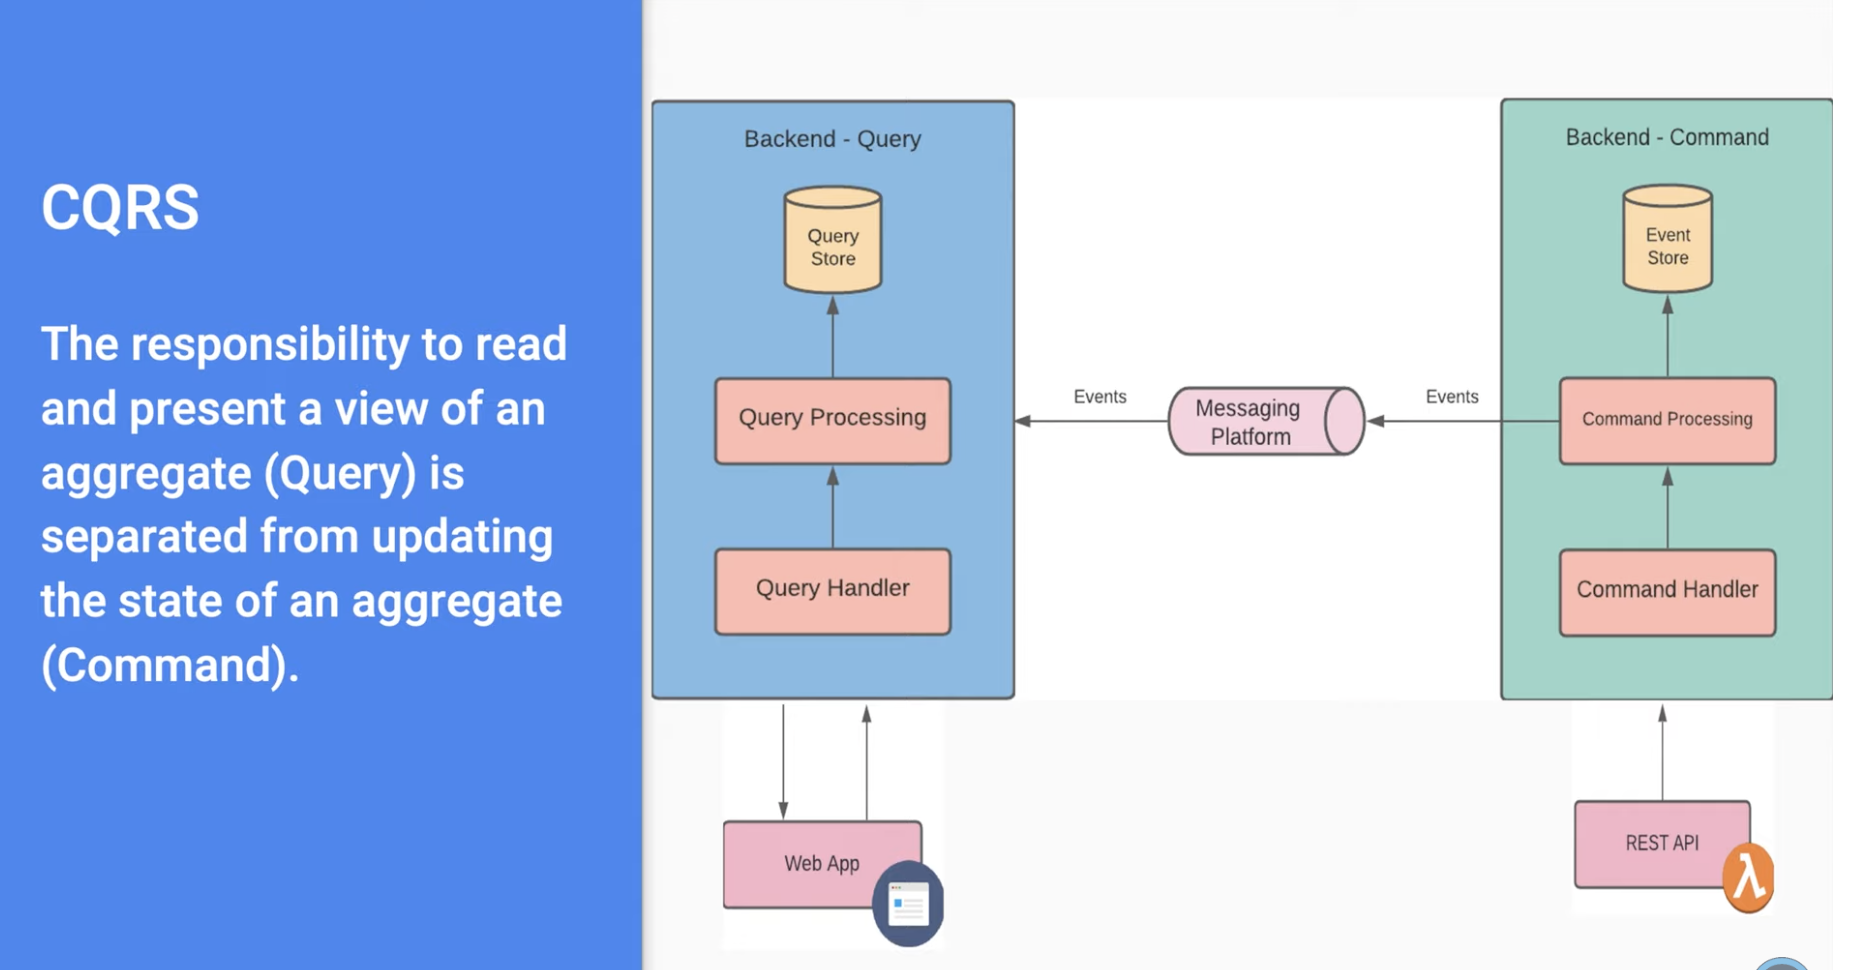 CQRS
The responsibility to read
and present a view of an
aggregate (Query) is
separated from updating
the state of an aggregate
(Command).
Backend - Query
Query
Store
Query Processing
Query Handler
Events
Messaging
Platform
Events
Backend - Command
Event
Store
Command Processing
Command Handler
Web App
REST API
λ